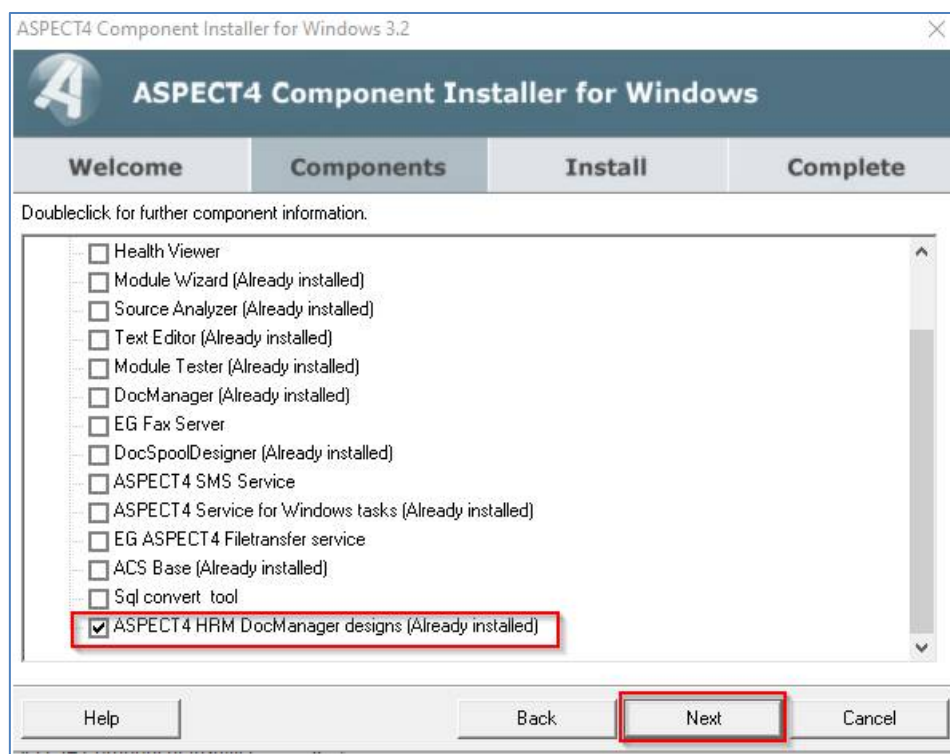 ASPECT4 Component Installer for Windows 3.2
ASPECT4 Component Installer for Windows
Welcome Components Install Complete
Doubleclick for further component information.
Health Viewer
Module Wizard (Already installed)
Source Analyzer (Already installed)
Text Editor (Already installed)
Module Tester (Already installed)
DocManager (Already installed)
EG Fax Server
DocSpoolDesigner (Already installed)
ASPECT4 SMS Service
ASPECT4 Service for Windows tasks (Already installed)
EG ASPECT4 Filetransfer service
ACS Base (Already installed)
Sql convert tool
ASPECT4 HRM DocManager designs (Already installed)
Help Back Next Cancel